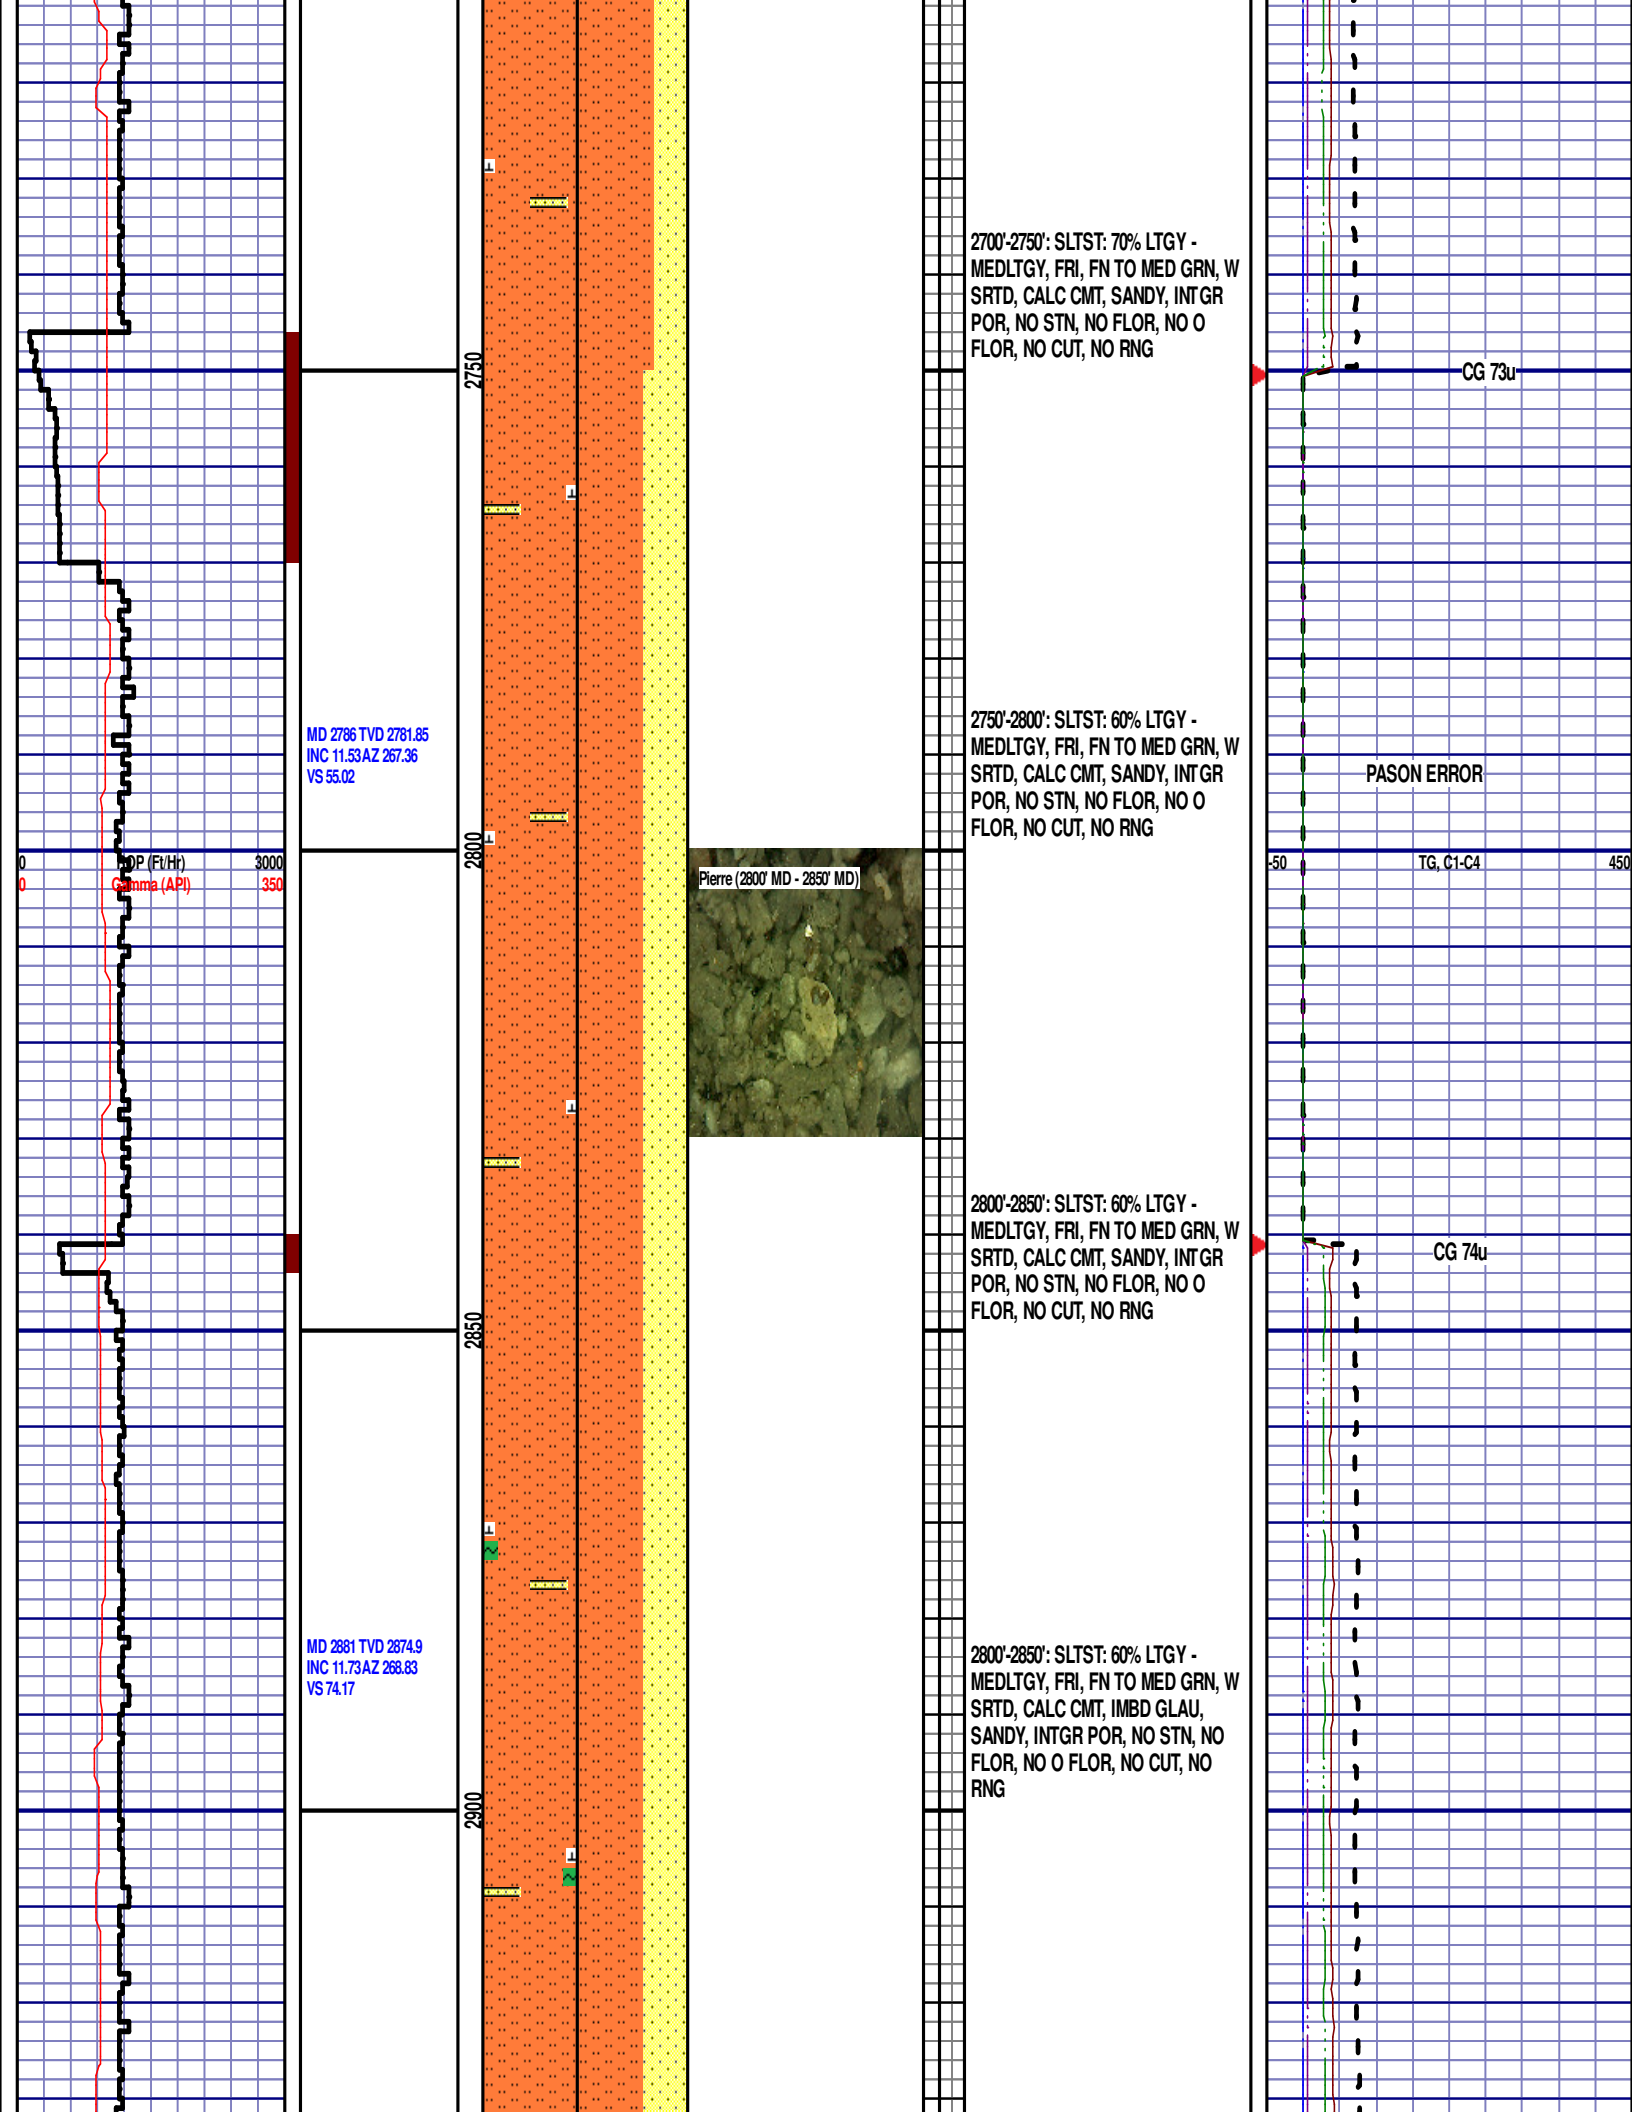 2700'-2750': SLTST: 70% LTGY -
MEDLTGY, FRI, FN TO MED GRN, W
SRTD, CALC CMT, SANDY, INTGR
POR, NO STN, NO FLOR, NO O
FLOR, NO CUT, NO RNG
2750
CG 73u
MD 2786 TVD 2781.85
INC 11.53 AZ 267.36
VS 55.02
2750'-2800': SLTST: 60% LTGY -
MEDLTGY, FRI, FN TO MED GRN, W
SRTD, CALC CMT, SANDY, INTGR
POR, NO STN, NO FLOR, NO O
FLOR, NO CUT, NO RNG
PASON ERROR
2800
0 ROP (Ft/Hr) 3000
0 Gamma (API) 350
Pierre (2800' MD - 2850' MD)
-50 TG, C1-C4 450
2800'-2850': SLTST: 60% LTGY -
MEDLTGY, FRI, FN TO MED GRN, W
SRTD, CALC CMT, SANDY, INTGR
POR, NO STN, NO FLOR, NO O
FLOR, NO CUT, NO RNG
CG 74u
2850
MD 2881 TVD 2874.9
INC 11.73 AZ 268.83
VS 74.17
2800'-2850': SLTST: 60% LTGY -
MEDLTGY, FRI, FN TO MED GRN, W
SRTD, CALC CMT, IMBD GLAU,
SANDY, INTGR POR, NO STN, NO
FLOR, NO O FLOR, NO CUT, NO
RNG
2900